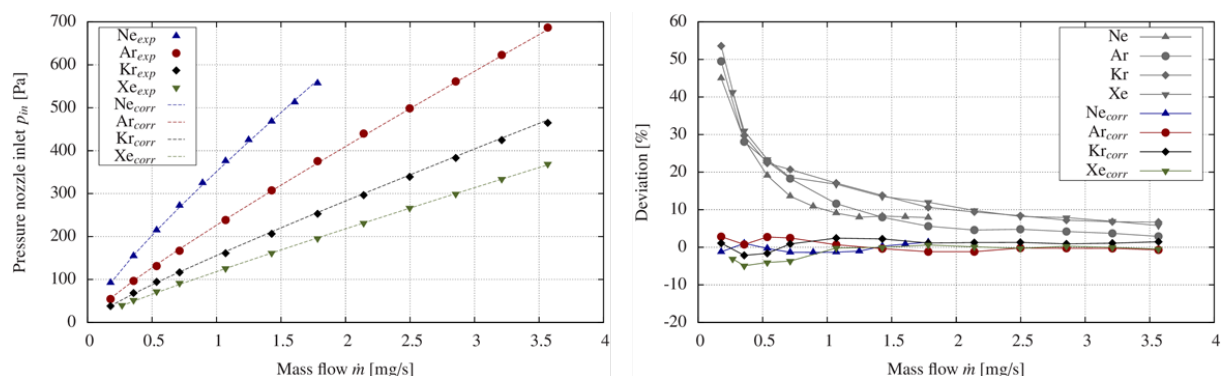 Pressure nozzle inlet pin [Pa]
700
600
500
400
300
200
100
0
Neexp
Arexp
Krexp
Xeexp
Necorr
Arcorr
Krcorr
Xecorr
0 0.5 1 1.5 2 2.5 3 3.5 4
Mass flow ṁ [mg/s]
Deviation [%]
60
50
40
30
20
10
0
-10
-20
Ne
Ar
Kr
Xe
Necorr
Arcorr
Krcorr
Xecorr
0 0.5 1 1.5 2 2.5 3 3.5 4
Mass flow ṁ [mg/s]